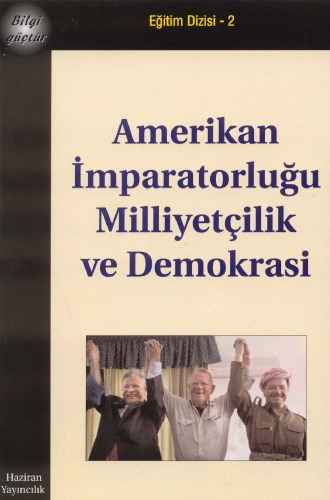 Bilgi
güçtür
Eğitim Dizisi - 2
Amerikan
İmparatorluğu
Milliyetçilik
ve Demokrasi
Haziran
Yayıncılık